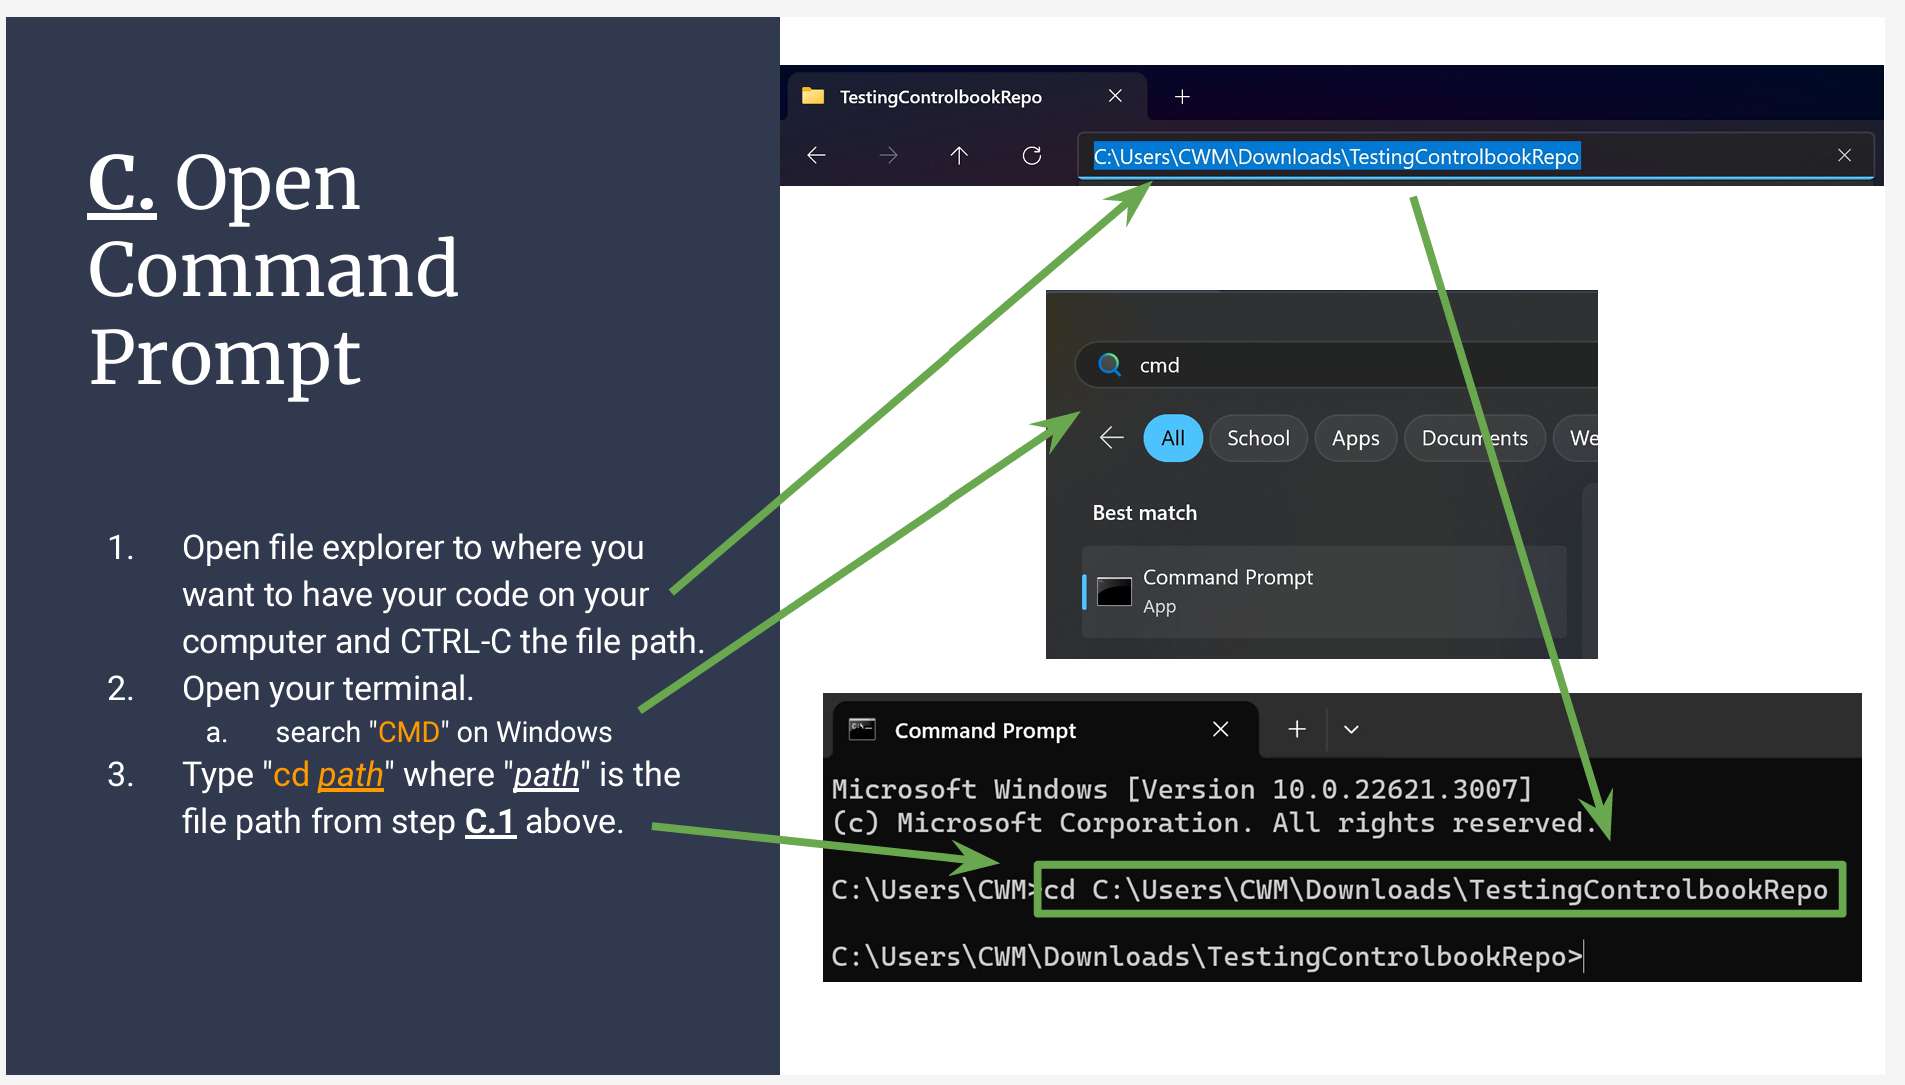 C. Open
Command
Prompt
1. Open file explorer to where you
want to have your code on your
computer and CTRL-C the file path.
2. Open your terminal.
a. search "CMD" on Windows
3. Type "cd path" where "path" is the
file path from step C.1 above.
TestingControlbookRepo
C:\Users\CWM\Downloads\TestingControlbookRepo
cmd
All School Apps Documents We
Best match
Command Prompt
App
Command Prompt
Microsoft Windows [Version 10.0.22621.3007]
(c) Microsoft Corporation. All rights reserved.
C:\Users\CWM>cd C:\Users\CWM\Downloads\TestingControlbookRepo
C:\Users\CWM\Downloads\TestingControlbookRepo>